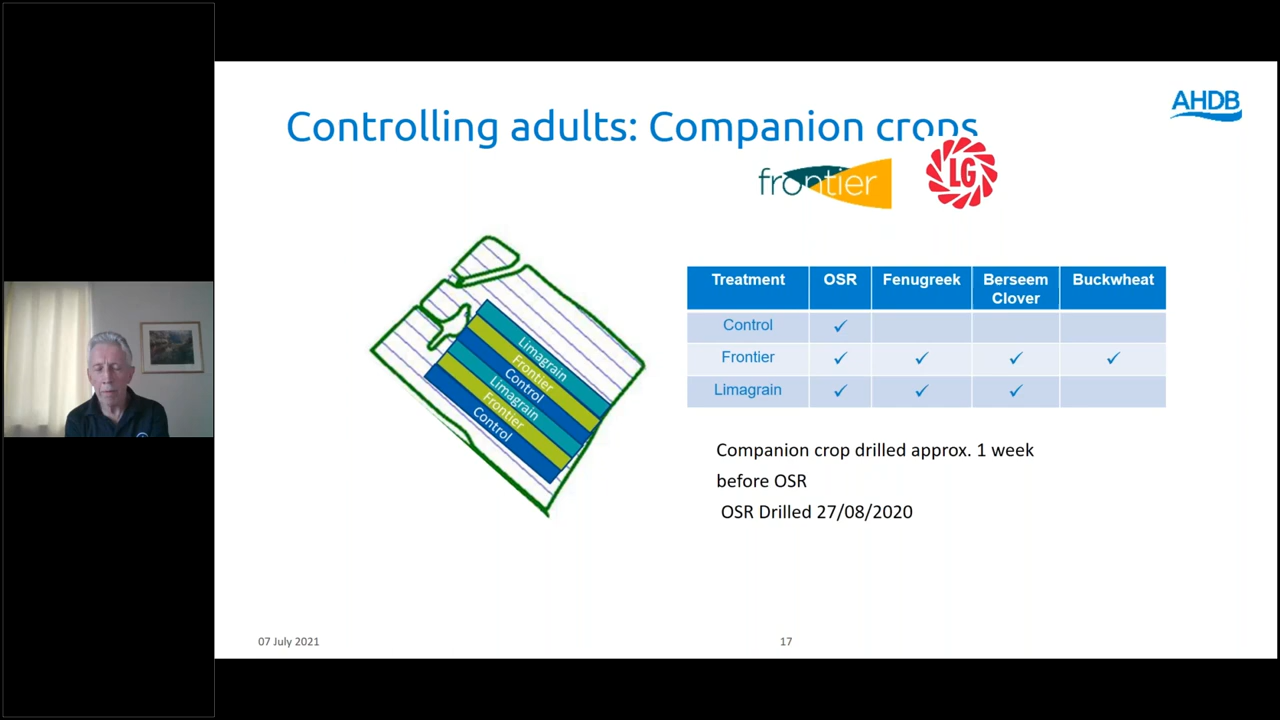 AHDB
Controlling adults: Companion crops
frontier
LG
Limagrain
Frontier
Control
Limagrain
Frontier
Control
Treatment OSR Fenugreek Berseem Clover Buckwheat
Control ✓
Frontier ✓ ✓ ✓ ✓
Limagrain ✓ ✓ ✓
Companion crop drilled approx. 1 week
before OSR
OSR Drilled 27/08/2020
07 July 2021
17